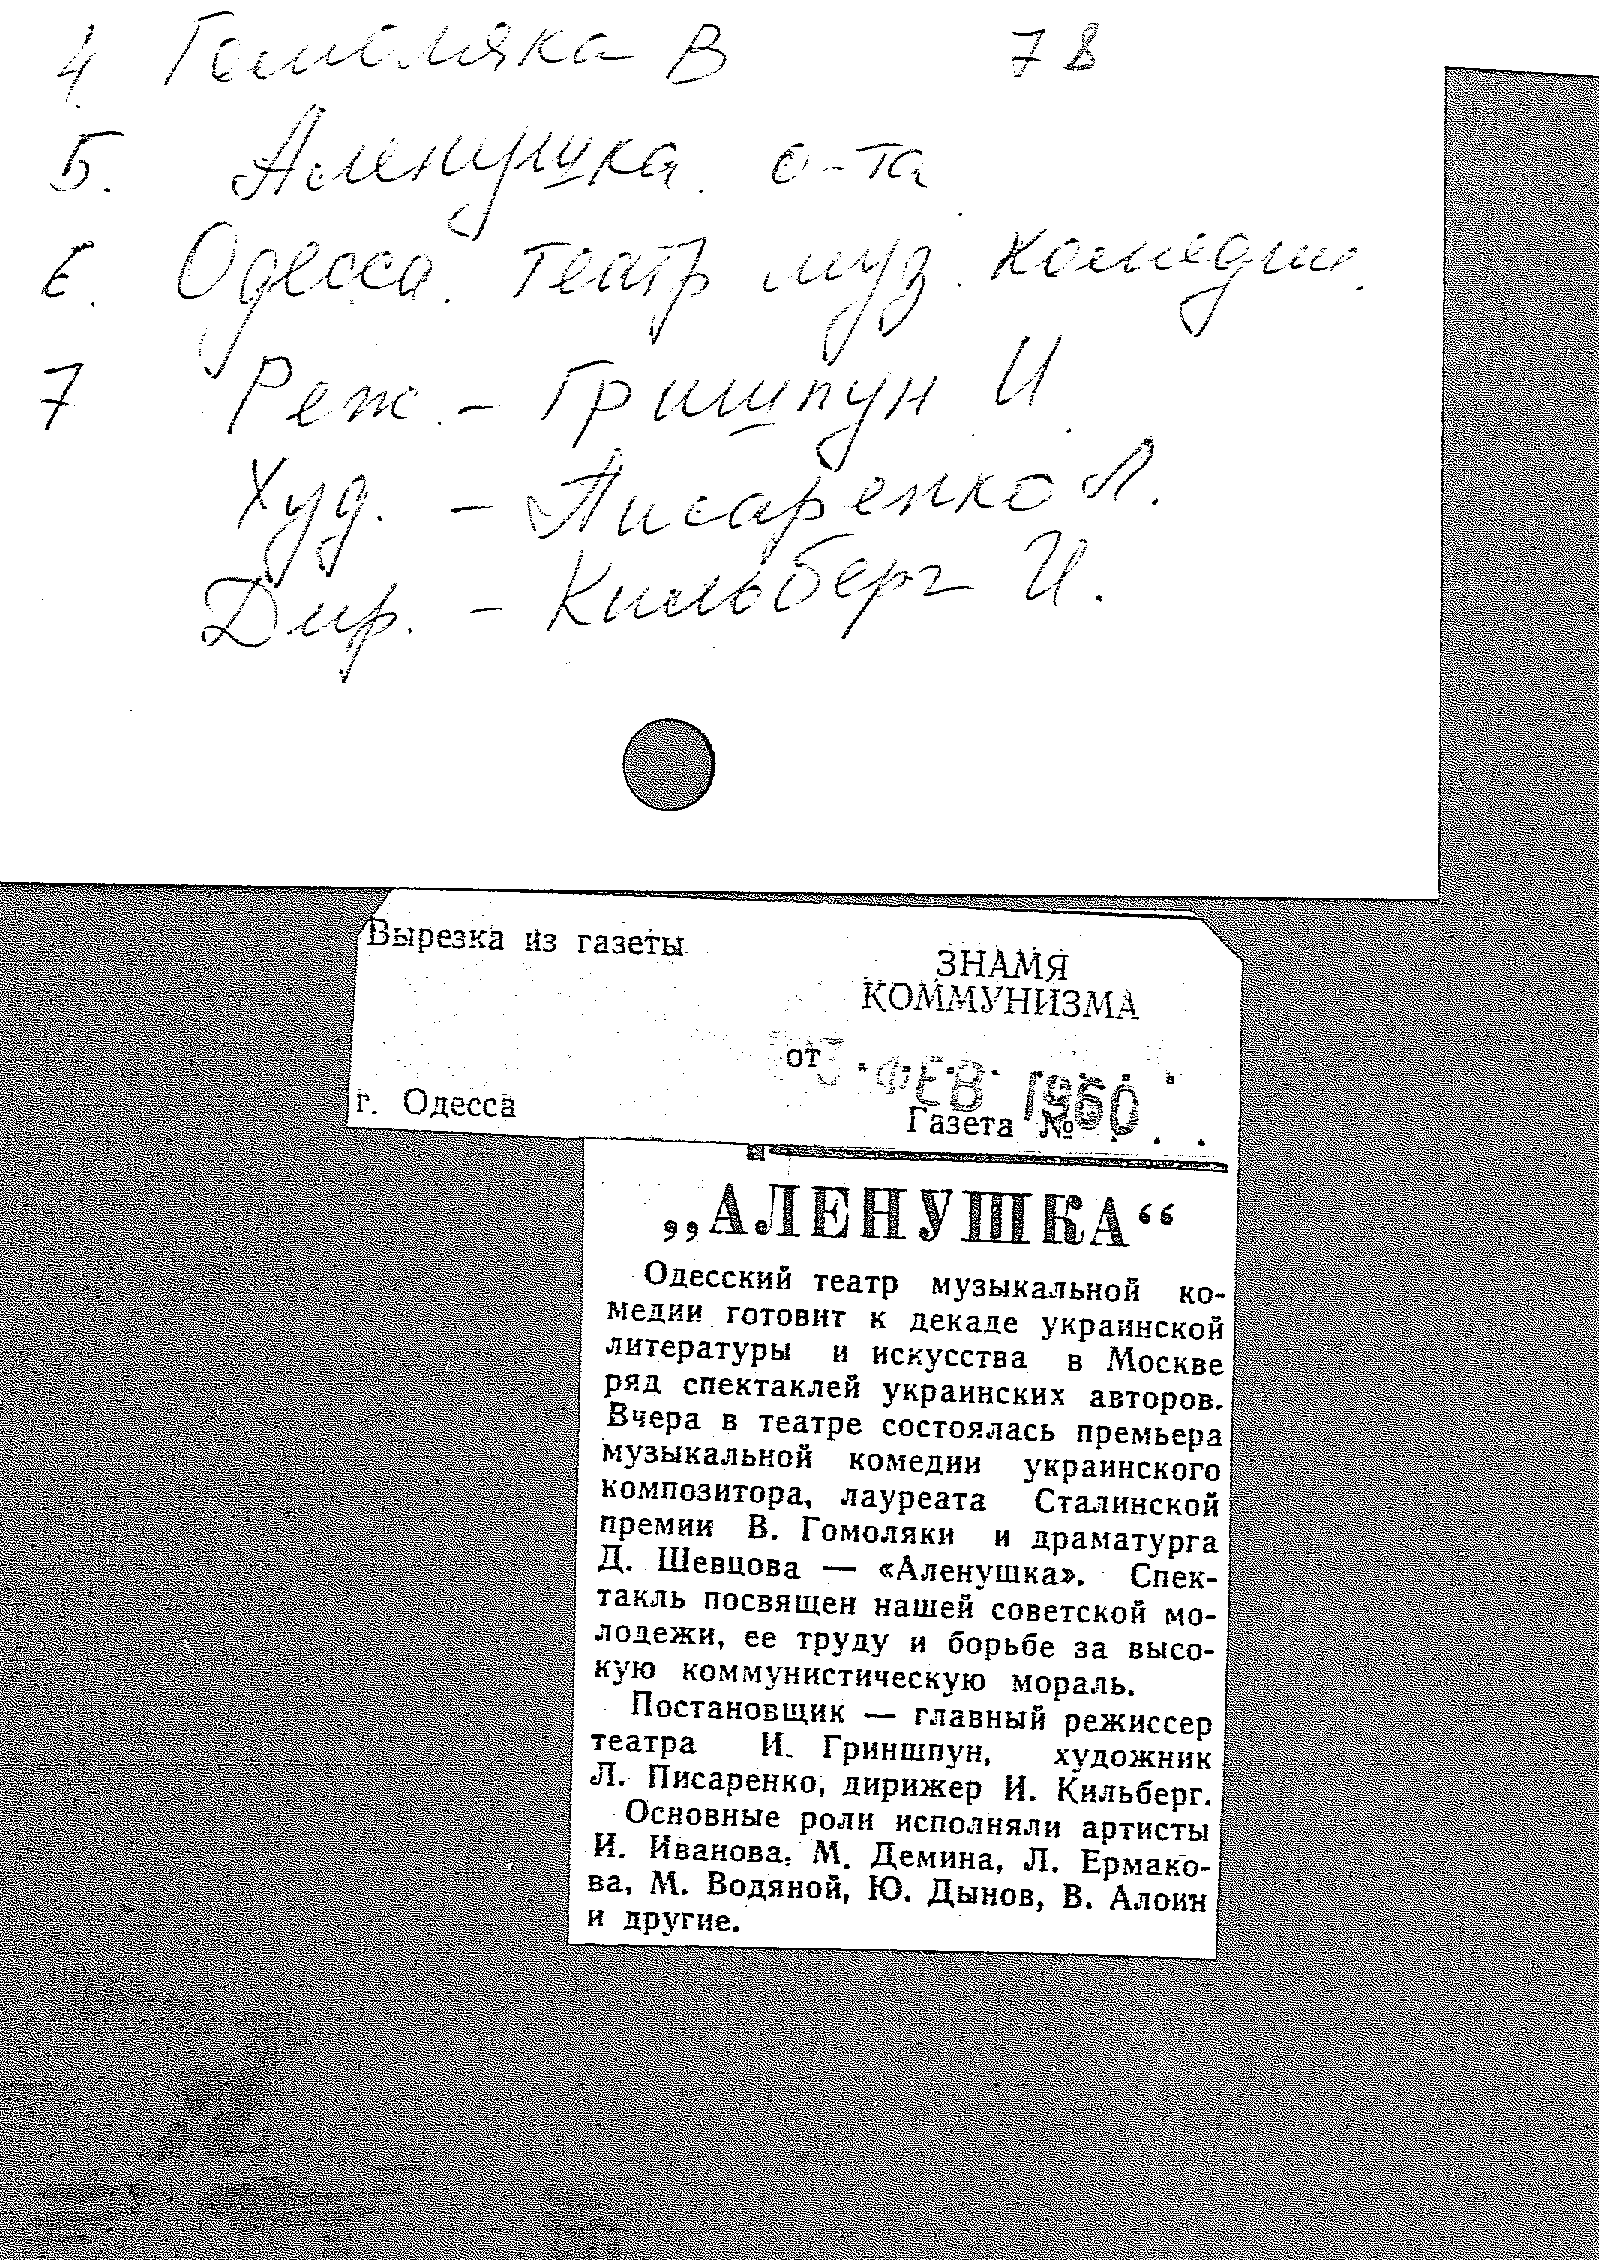 4. Гомоляка В 78
5. Аленушка. о-та
6. Одесса. Театр муз. комедии.
7 Реж. - Гришпун И.
Худ. - Писаренко Л.
Дир. - Кильберг И.
Вырезка из газеты
ЗНАМЯ
КОММУНИЗМА
от ФЕВ 1960
г. Одесса
Газета №
„АЛЕНУШКА“
Одесский театр музыкальной ко-
медии готовит к декаде украинской
литературы и искусства в Москве
ряд спектаклей украинских авторов.
Вчера в театре состоялась премьера
музыкальной комедии украинского
композитора, лауреата Сталинской
премии В. Гомоляки и драматурга
Д. Шевцова — «Аленушка». Спек-
такль посвящен нашей советской мо-
лодежи, ее труду и борьбе за высо-
кую коммунистическую мораль.
Постановщик — главный режиссер
театра И. Гриншпун, художник
Л. Писаренко, дирижер И. Кильберг.
Основные роли исполняли артисты
И. Иванова, М. Демина, Л. Ермако-
ва, М. Водяной, Ю. Дынов, В. Алоин
и другие.